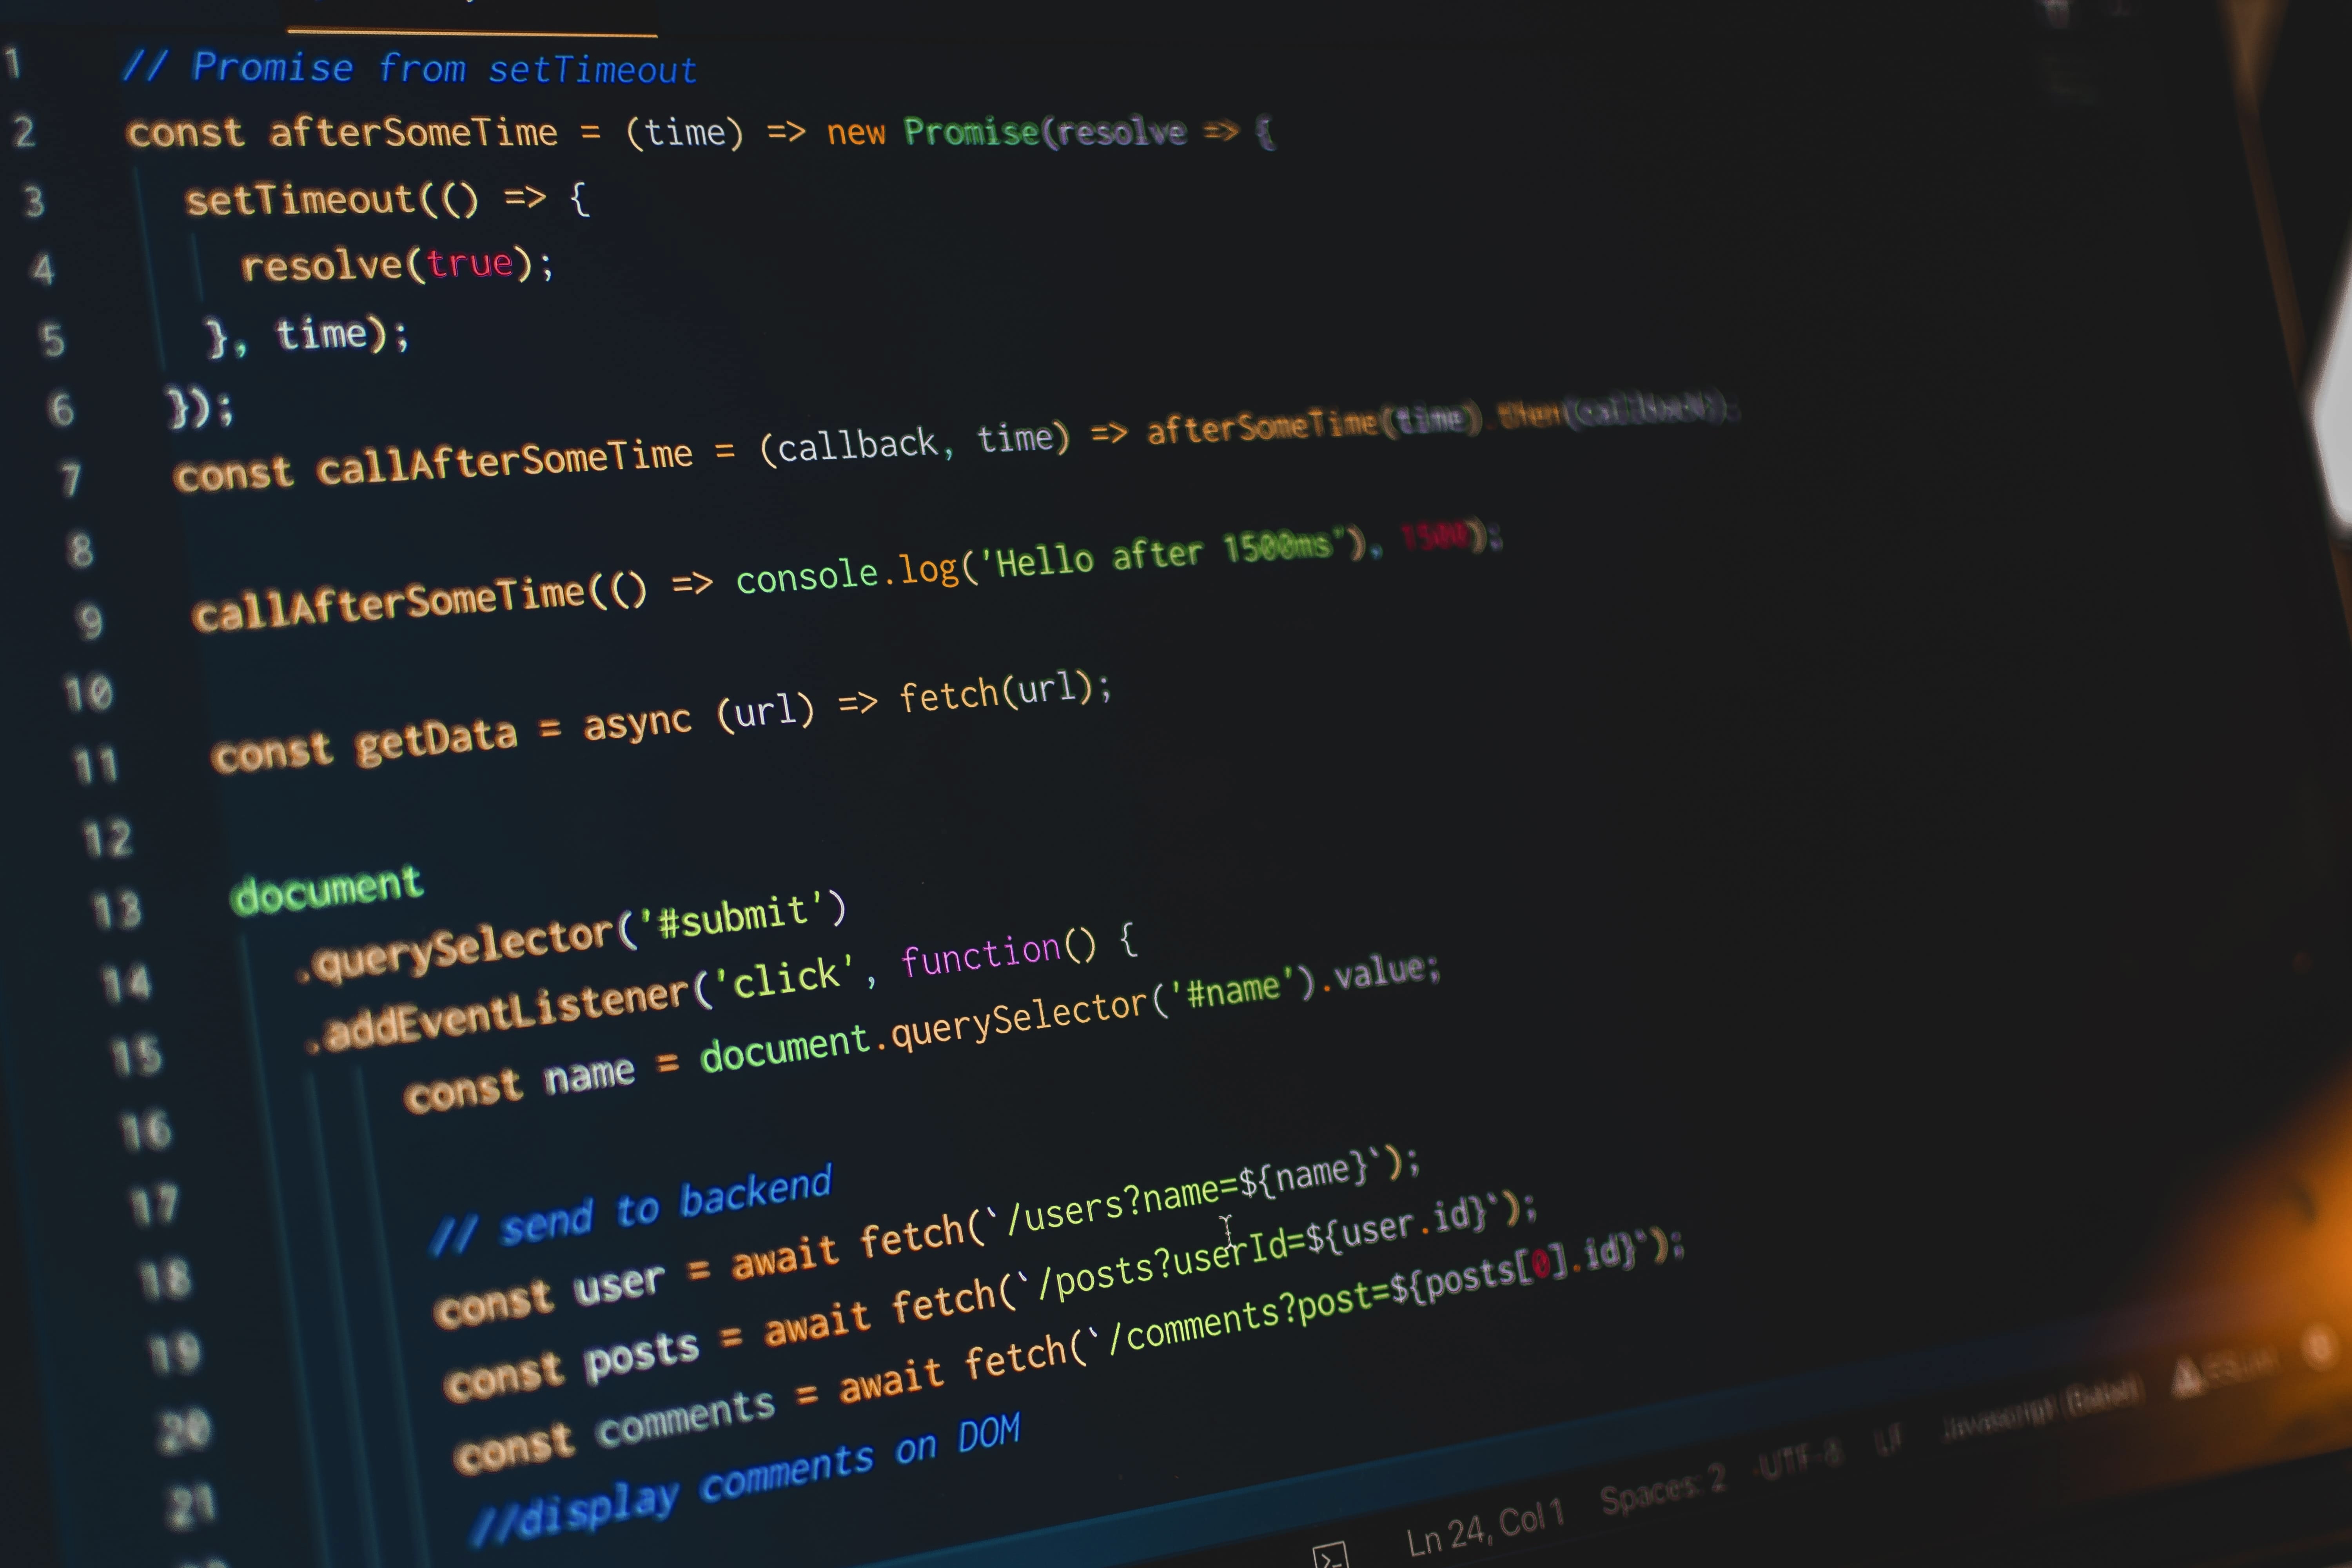 1 // Promise from setTimeout
2 const afterSomeTime = (time) => new Promise(resolve => {
3 setTimeout(() => {
4 resolve(true);
5 }, time);
6 });
7 const callAfterSomeTime = (callback, time) => afterSomeTime(time).then(callback);
8
9 callAfterSomeTime(() => console.log('Hello after 1500ms'), 1500);
10
11 const getData = async (url) => fetch(url);
12
13 document
14 .querySelector('#submit')
15 .addEventListener('click', function() {
16 const name = document.querySelector('#name').value;
17
18 // send to backend
19 const user = await fetch(`/users?name=${name}`);
20 const posts = await fetch(`/posts?userId=${user.id}`);
21 const comments = await fetch(`/comments?post=${posts[0].id}`);
//display comments on DOM
Ln 24, Col 1 Spaces: 2 UTF-8 LF Javascript (Babel)